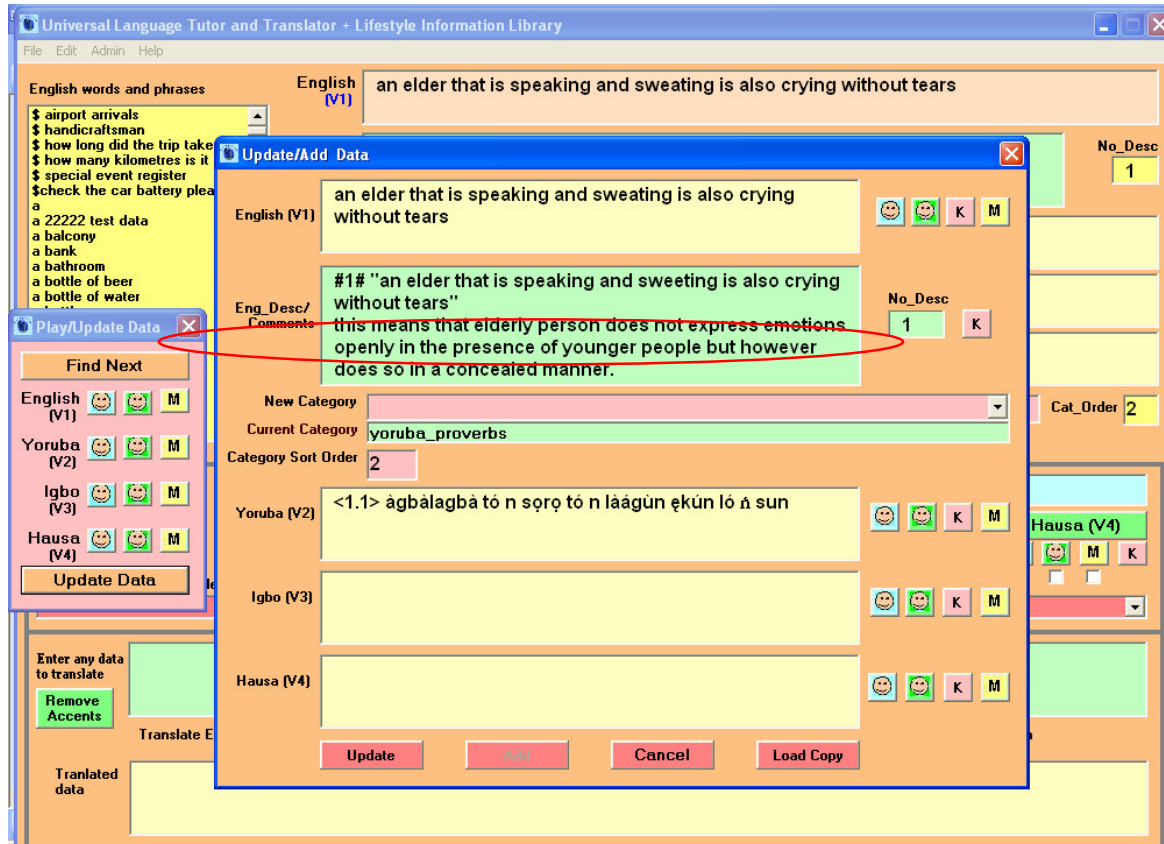 Universal Language Tutor and Translator + Lifestyle Information Library
File Edit Admin Help
English words and phrases
$ airport arrivals
$ handicraftsman
$ how long did the trip take
$ how many kilometres is it
$ special event register
$check the car battery plea
a
a 22222 test data
a balcony
a bank
a bathroom
a bottle of beer
a bottle of water
English
(V1)
an elder that is speaking and sweating is also crying without tears
No_Desc
1
Cat_Order 2
Update/Add Data
English (V1)
an elder that is speaking and sweating is also crying
without tears
K M
Eng_Desc/
Comments
#1# "an elder that is speaking and sweeting is also crying
without tears"
this means that elderly person does not express emotions
openly in the presence of younger people but however
does so in a concealed manner.
No_Desc
1 K
New Category
Current Category yoruba_proverbs
Category Sort Order 2
Yoruba (V2)
<1.1> àgbàlagbà tó n sọrọ tó n làágùn ẹkún ló ń sun
K M
Igbo (V3)
K M
Hausa (V4)
K M
Update
Add
Cancel
Load Copy
Play/Update Data
Find Next
English
(V1)
M
Yoruba
(V2)
M
Igbo
(V3)
M
Hausa
(V4)
M
Update Data
Hausa (V4)
M K
Enter any data
to translate
Remove
Accents
Translate E
Tranlated
data